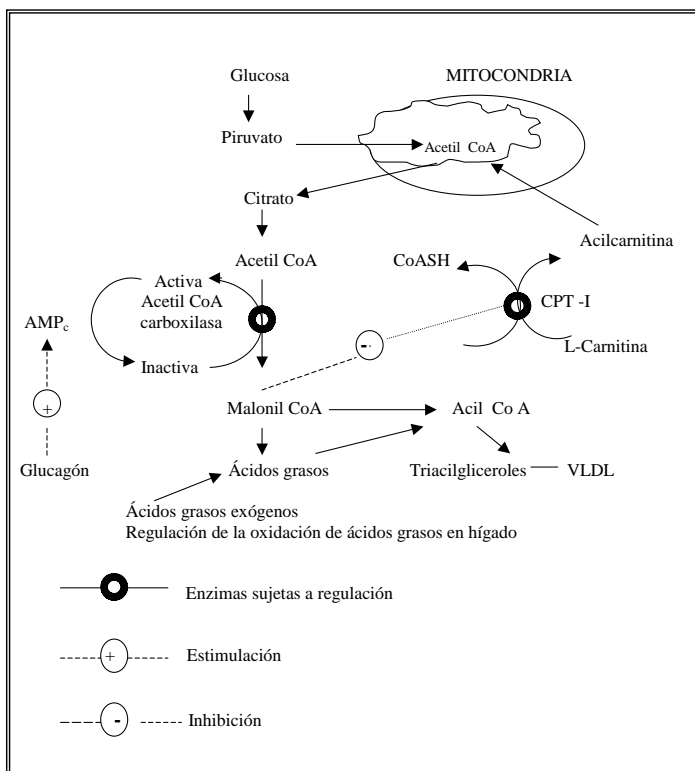 Glucosa
MITOCONDRIA
Piruvato
Acetil CoA
Citrato
Acilcarnitina
Acetil CoA
CoASH
Activa
Acetil CoA
carboxilasa
CPT -I
AMPc
L-Carnitina
Inactiva
-
+
Malonil CoA
Acil Co A
Glucagón
Ácidos grasos
Triacilgliceroles
VLDL
Ácidos grasos exógenos
Regulación de la oxidación de ácidos grasos en hígado
Enzimas sujetas a regulación
+
Estimulación
-
Inhibición